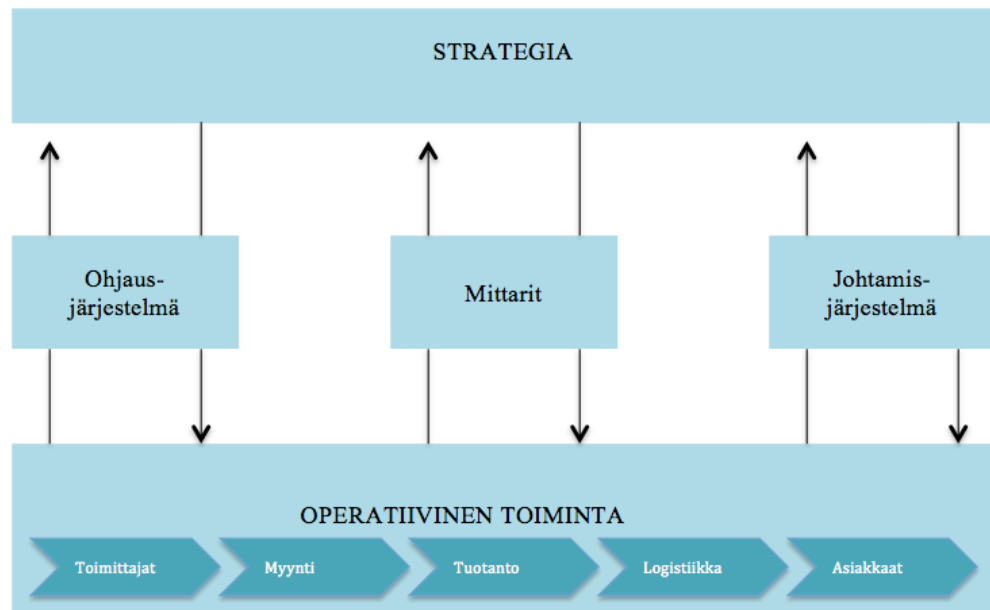 STRATEGIA
Ohjaus-
järjestelmä
Mittarit
Johtamis-
järjestelmä
OPERATIIVINEN TOIMINTA
Toimittajat
Myynti
Tuotanto
Logistiikka
Asiakkaat